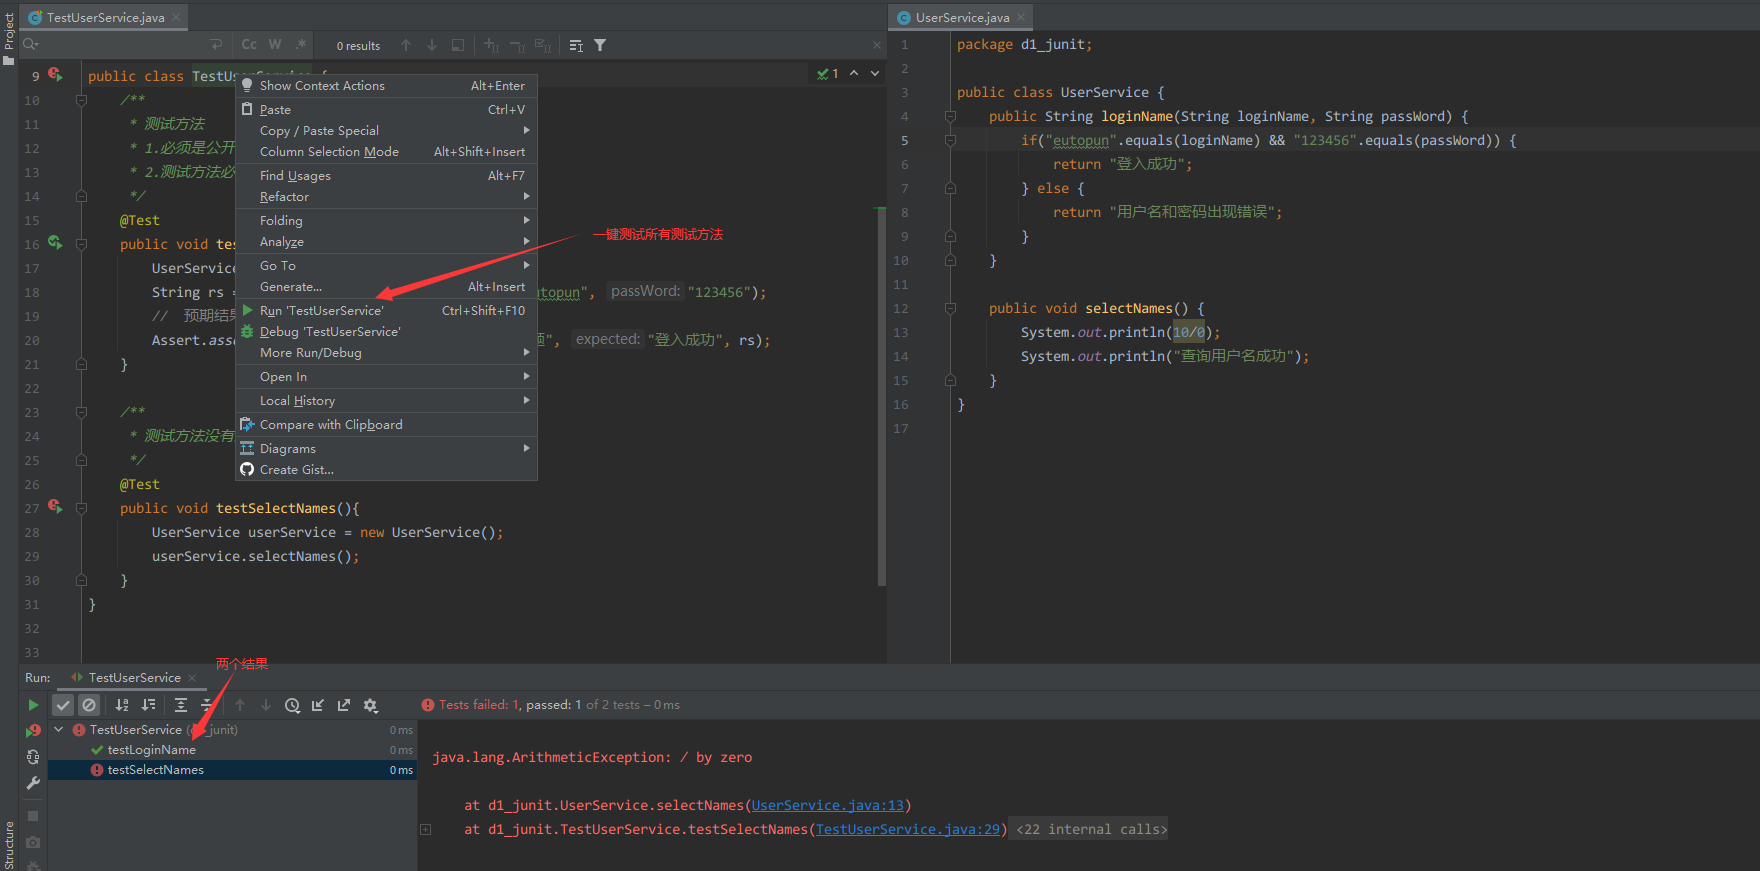 Project
TestUserService.java
UserService.java
Cc W .*
0 results
9 public class TestUserService {
1
10 /**
11 * 测试方法
12 * 1.必须是公开
13 * 2.测试方法必
14 */
15 @Test
16 public void tes
17 UserService
18 String rs = utopun", passWord: "123456");
19 // 预期结果
20 Assert.asse 题", expected: "登入成功", rs);
21 }
22
23 /**
24 * 测试方法没有
25 */
26 @Test
27 public void testSelectNames(){
28 UserService userService = new UserService();
29 userService.selectNames();
30 }
31 }
32
33
Show Context Actions Alt+Enter
Paste Ctrl+V
Copy / Paste Special
Column Selection Mode Alt+Shift+Insert
Find Usages Alt+F7
Refactor
Folding
Analyze
Go To
Generate... Alt+Insert
Run 'TestUserService' Ctrl+Shift+F10
Debug 'TestUserService'
More Run/Debug
Open In
Local History
Compare with Clipboard
Diagrams
Create Gist...
一键测试所有测试方法
1 package d1_junit;
2
3 public class UserService {
4 public String loginName(String loginName, String passWord) {
5 if("eutopun".equals(loginName) && "123456".equals(passWord)) {
6 return "登入成功";
7 } else {
8 return "用户名和密码出现错误";
9 }
10 }
11
12 public void selectNames() {
13 System.out.println(10/0);
14 System.out.println("查询用户名成功");
15 }
16 }
17
两个结果
Run: TestUserService
Tests failed: 1, passed: 1 of 2 tests – 0 ms
TestUserService (d1_junit) 0 ms
testLoginName 0 ms
testSelectNames 0 ms
java.lang.ArithmeticException: / by zero
at d1_junit.UserService.selectNames(UserService.java:13)
at d1_junit.TestUserService.testSelectNames(TestUserService.java:29) <22 internal calls>
Structure